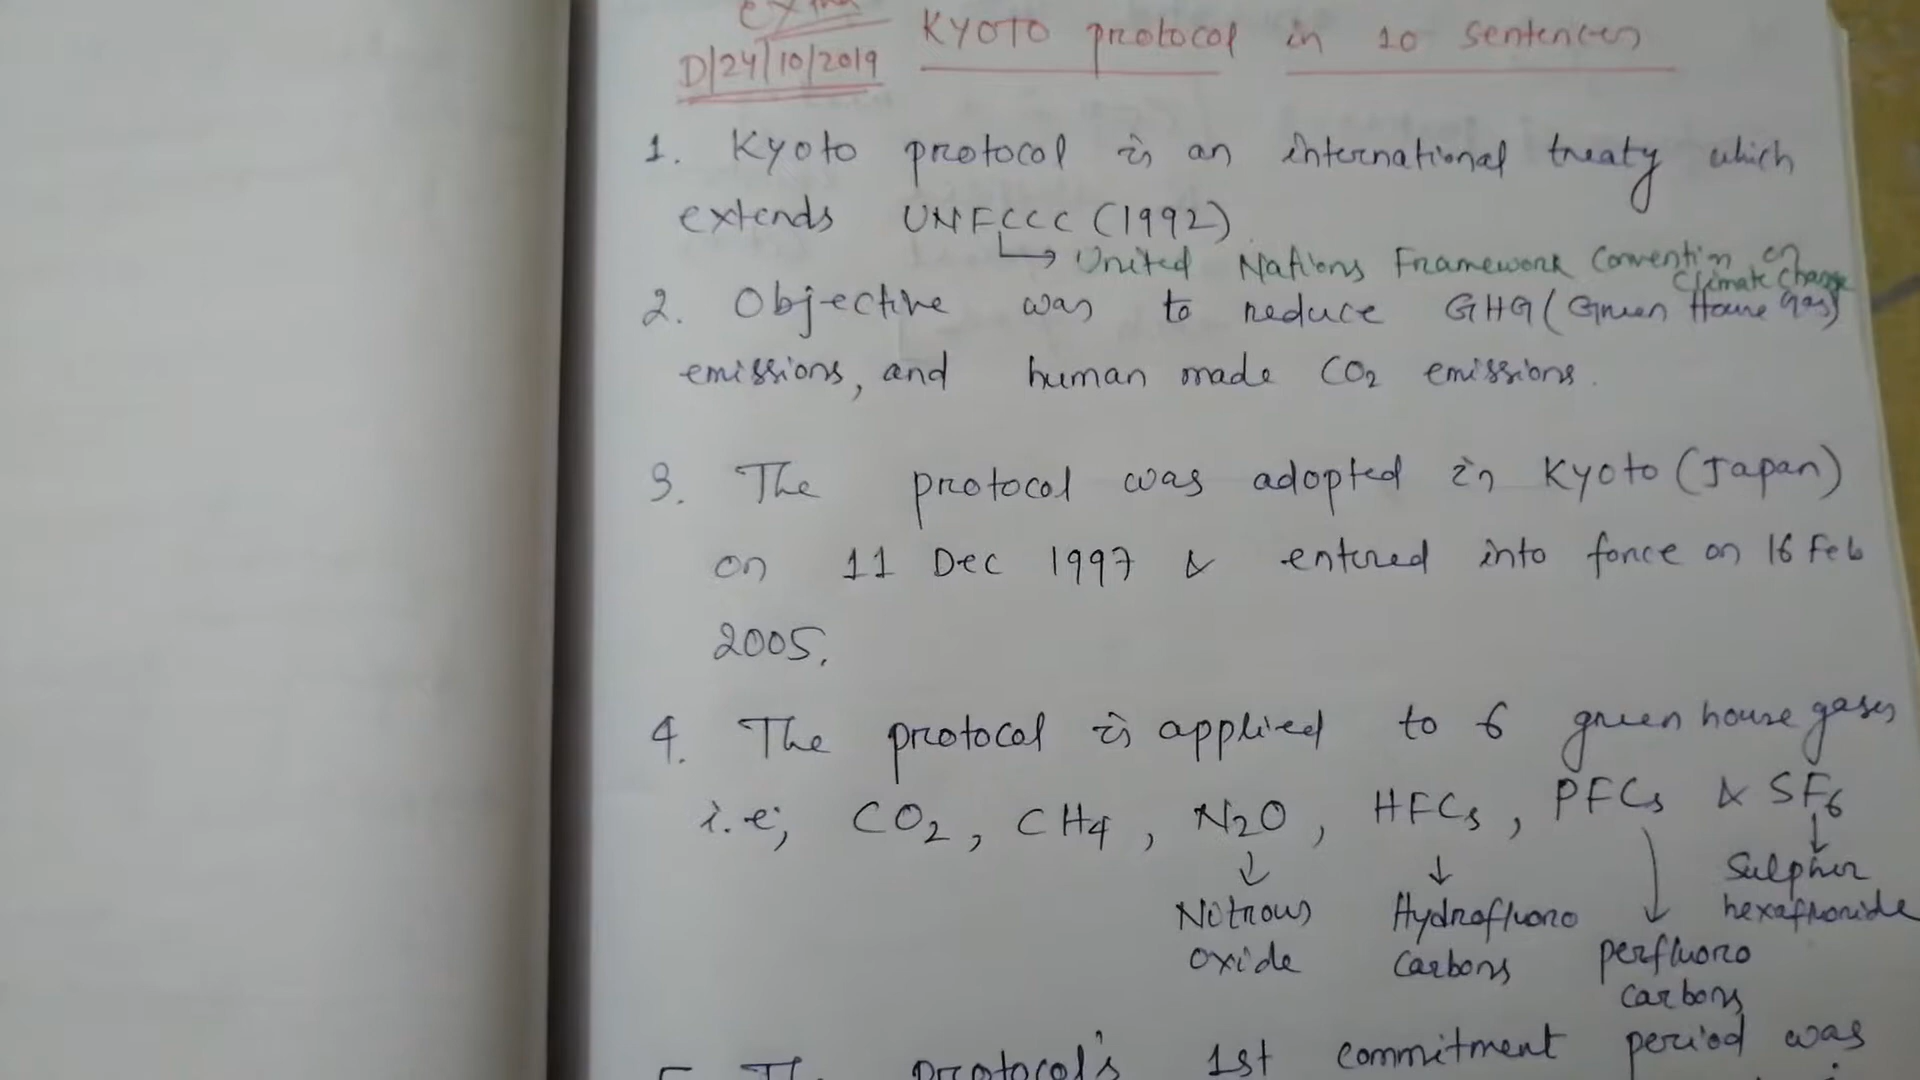 Extra
D/24/10/2019
KYOTO protocol in 10 sentences
1. Kyoto protocol is an international treaty which
extends UNFCCC (1992)
United Nations Framework Convention on
Climate Change
2. Objective was to reduce GHG (Green House Gas)
emissions, and human made CO2 emissions.
3. The protocol was adopted in Kyoto (Japan)
on 11 Dec 1997 & entered into force on 16 Feb
2005.
4. The protocol is applied to 6 green house gases
i.e; CO2, CH4, N2O, HFCs, PFCs & SF6
Nitrous
oxide
Hydrofluoro
carbons
perfluoro
carbons
Sulphur
hexafluoride
5. The protocol's 1st commitment period was